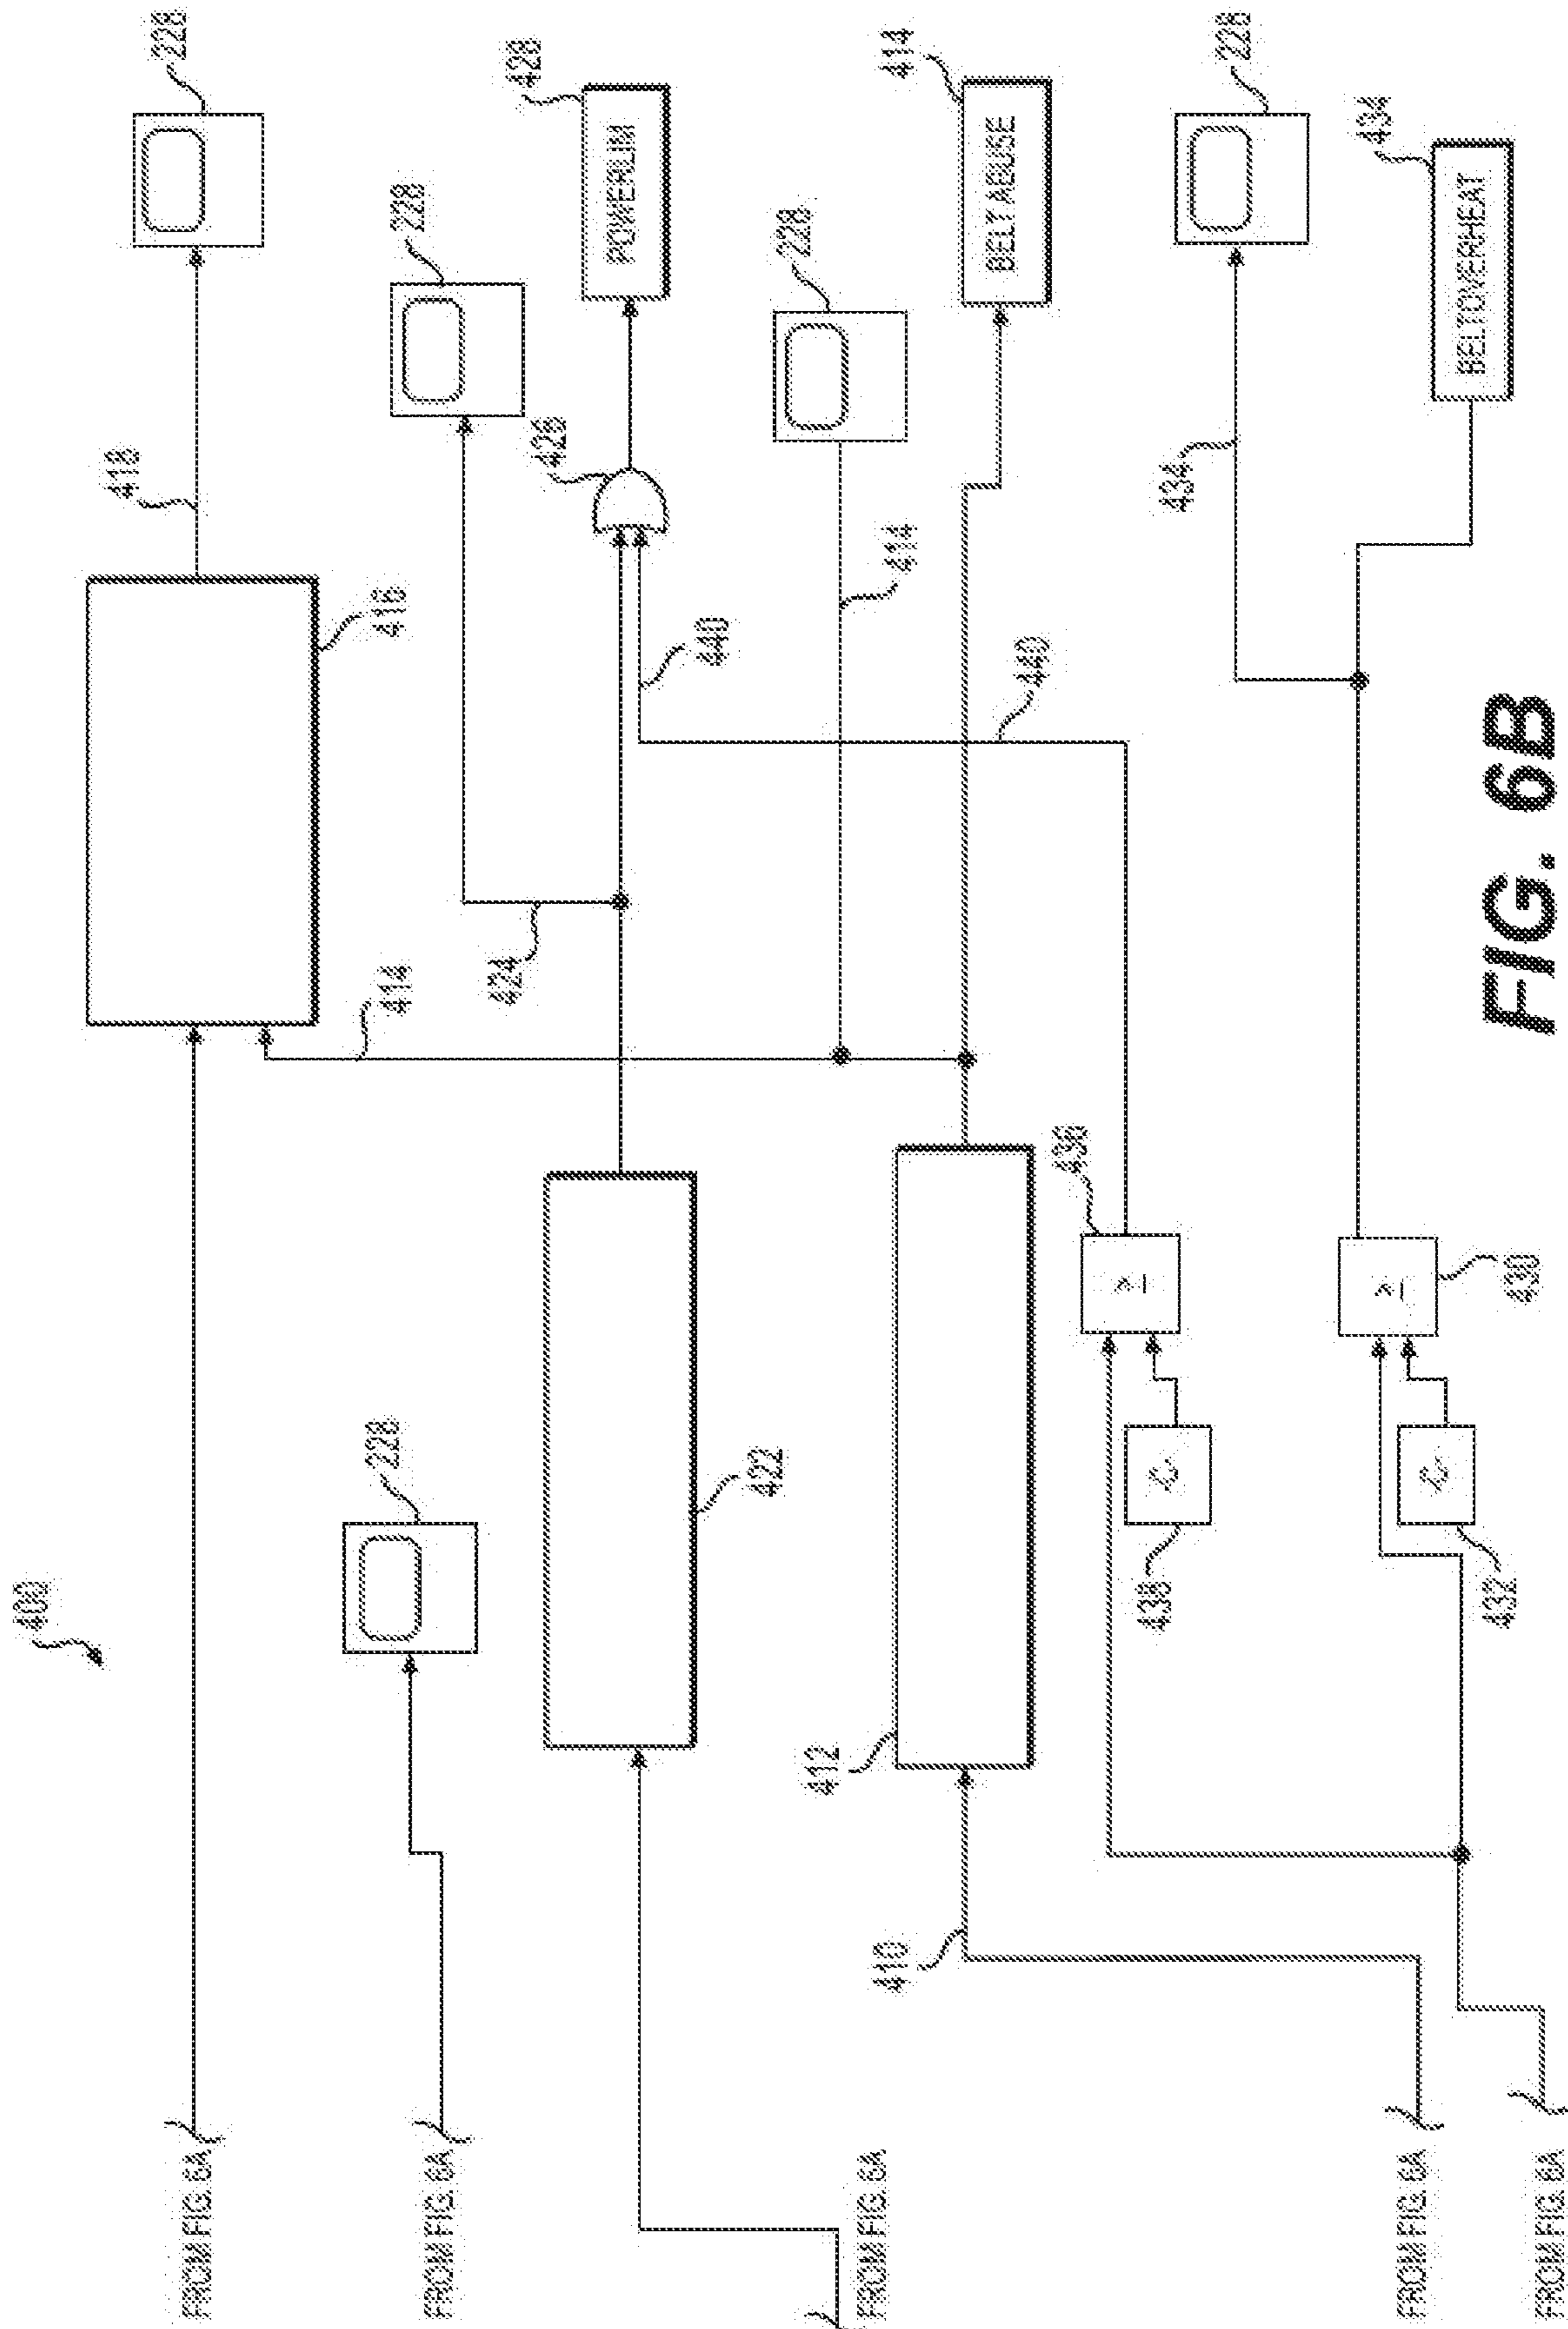 400
418
228
FROM FIG. 6A
416
228
414
228
FROM FIG. 6A
424
428
426
POWERLIM
440
422
228
412
FROM FIG. 6A
410
414
414
BELT ABUSE
440
436
>
438
C
434
228
434
>
FROM FIG. 6A
C
BELTOVERHEAT
432
430
FROM FIG. 6A
FIG. 6B